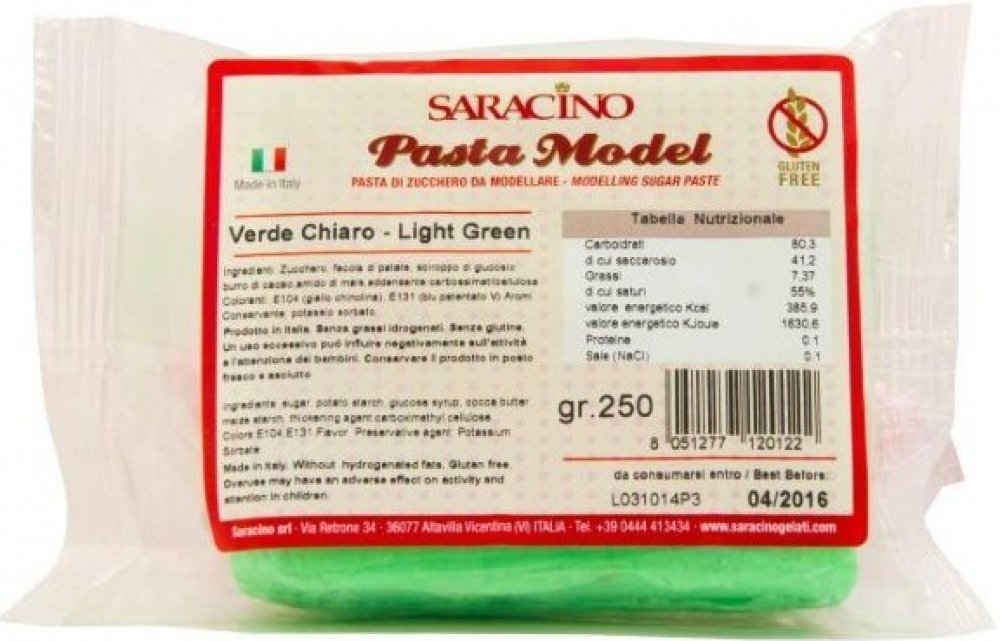 SARACINO
Pasta Model
PASTA DI ZUCCHERO DA MODELLARE - MODELLING SUGAR PASTE
Made in Italy
GLUTEN
FREE
Verde Chiaro - Light Green
Ingredienti: Zucchero, fecola di patate, sciroppo di glucosio
burro di cacao,amido di mais,addensante carbossimetilcellulosa
Coloranti: E104 (giallo chinolina), E131 (blu patentato V) Aromi
Conservante: potassio sorbato.
Prodotto in Italia. Senza grassi idrogenati. Senza glutine.
Un uso eccessivo può influire negativamente sull'attività
e l'attenzione dei bambini. Conservare il prodotto in posto
fresco e asciutto
Ingredients: sugar, potato starch, glucose syrup, cocoa butter
maize starch, thickening agent carboximethyl cellulose
Colors E104 E131 Flavor. Preservative agent: Potassium
Sorbate
Made in Italy. Without hydrogenated fats. Gluten free
Overuse may have an adverse effect on activity and
attention in children.
Tabella Nutrizionale
Carboidrati 80,3
di cui saccarosio 41,2
Grassi 7,37
di cui saturi 55%
valore energetico Kcal 385,9
valore energetico KJoule 1630,6
Proteine 0.1
Sale (NaCl) 0.1
gr.250
8 051277 120122
da consumarsi entro / Best Before:
L031014P3 04/2016
Saracino srl · Via Retrone 34 · 36077 Altavilla Vicentina (VI) ITALIA · Tel. +39 0444 413434 · www.saracinogelati.com